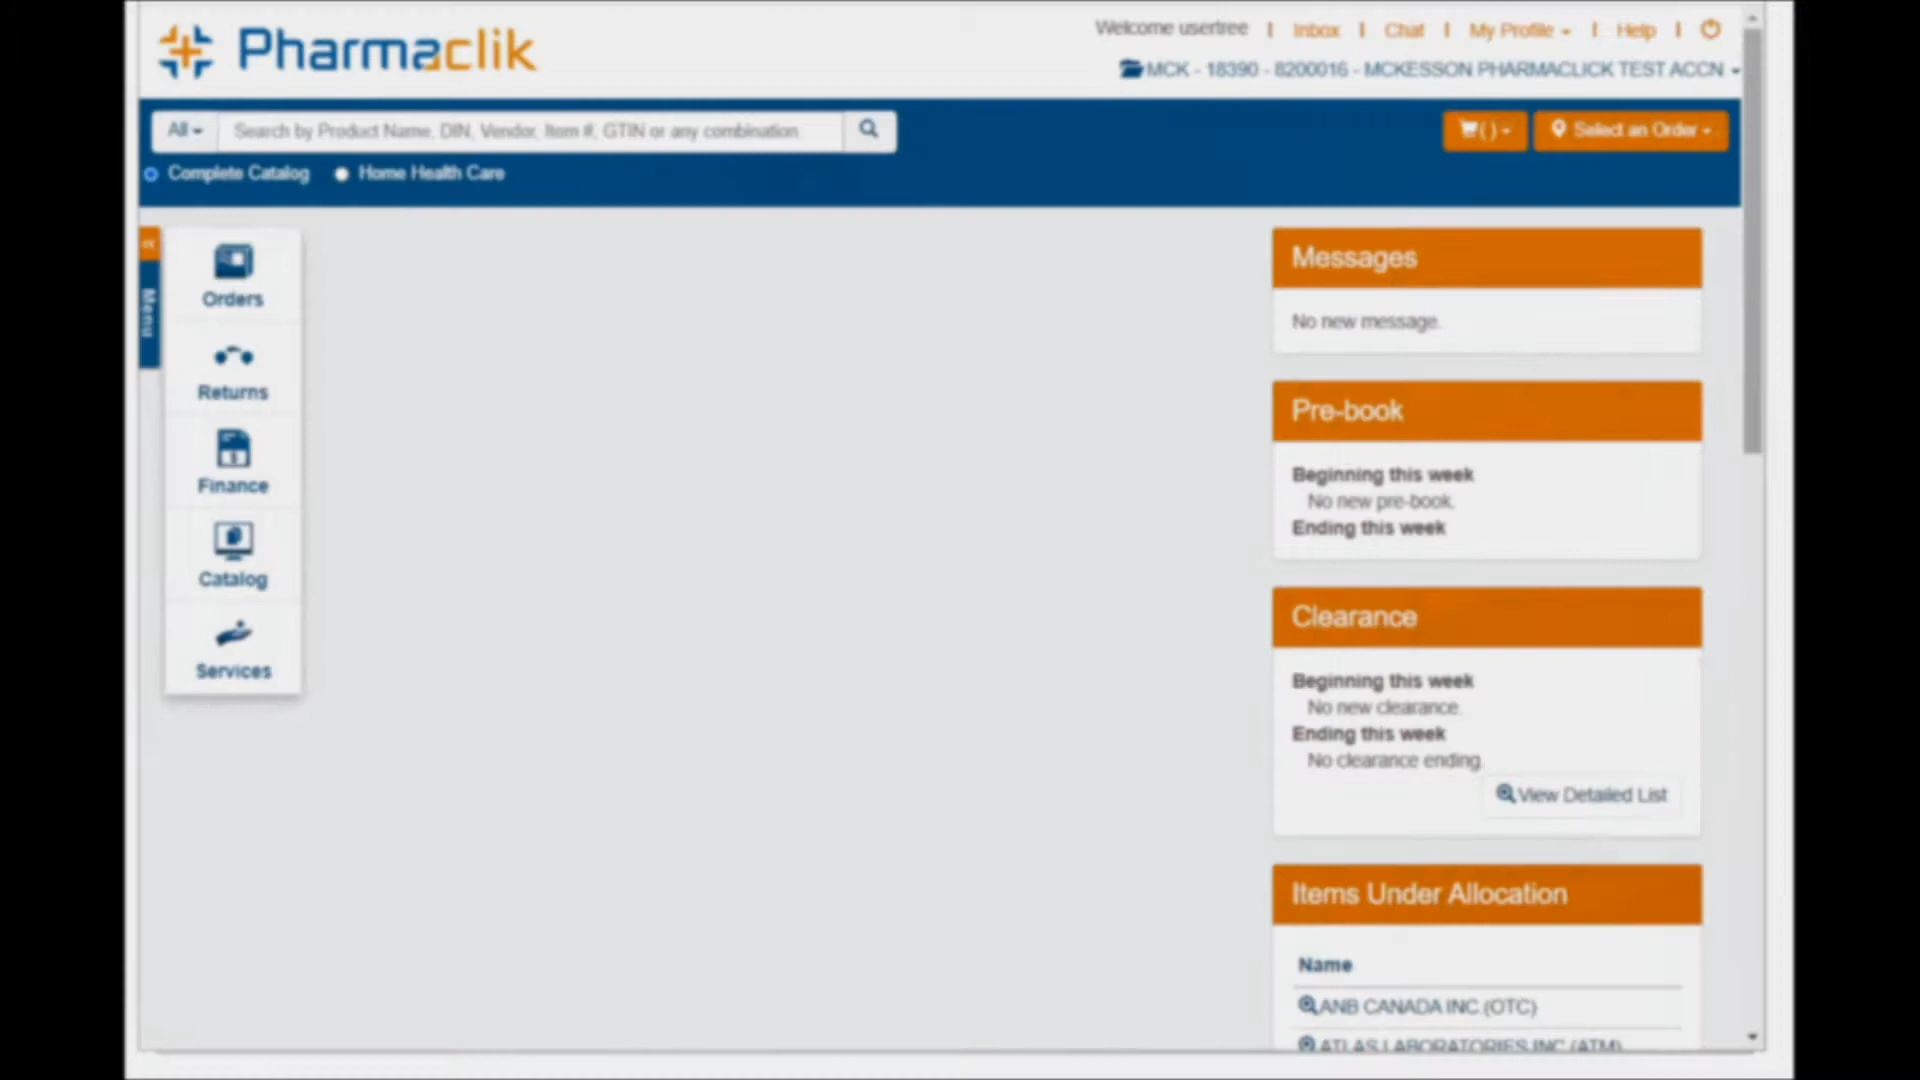 Pharmaclik
Welcome usertree | Inbox | Chat | My Profile | Help |
MCK - 18390 - 8200016 - MCKESSON PHARMACLICK TEST ACCN
All Search by Product Name, DIN, Vendor, Item #, GTIN or any combination.
( ) Select an Order
Complete Catalog Home Health Care
«
Menu
Orders
Returns
Finance
Catalog
Services
Messages
No new message.
Pre-book
Beginning this week
No new pre-book.
Ending this week
Clearance
Beginning this week
No new clearance.
Ending this week
No clearance ending.
View Detailed List
Items Under Allocation
Name
ANB CANADA INC.(OTC)
ATLAS LABORATORIES INC.(ATM)